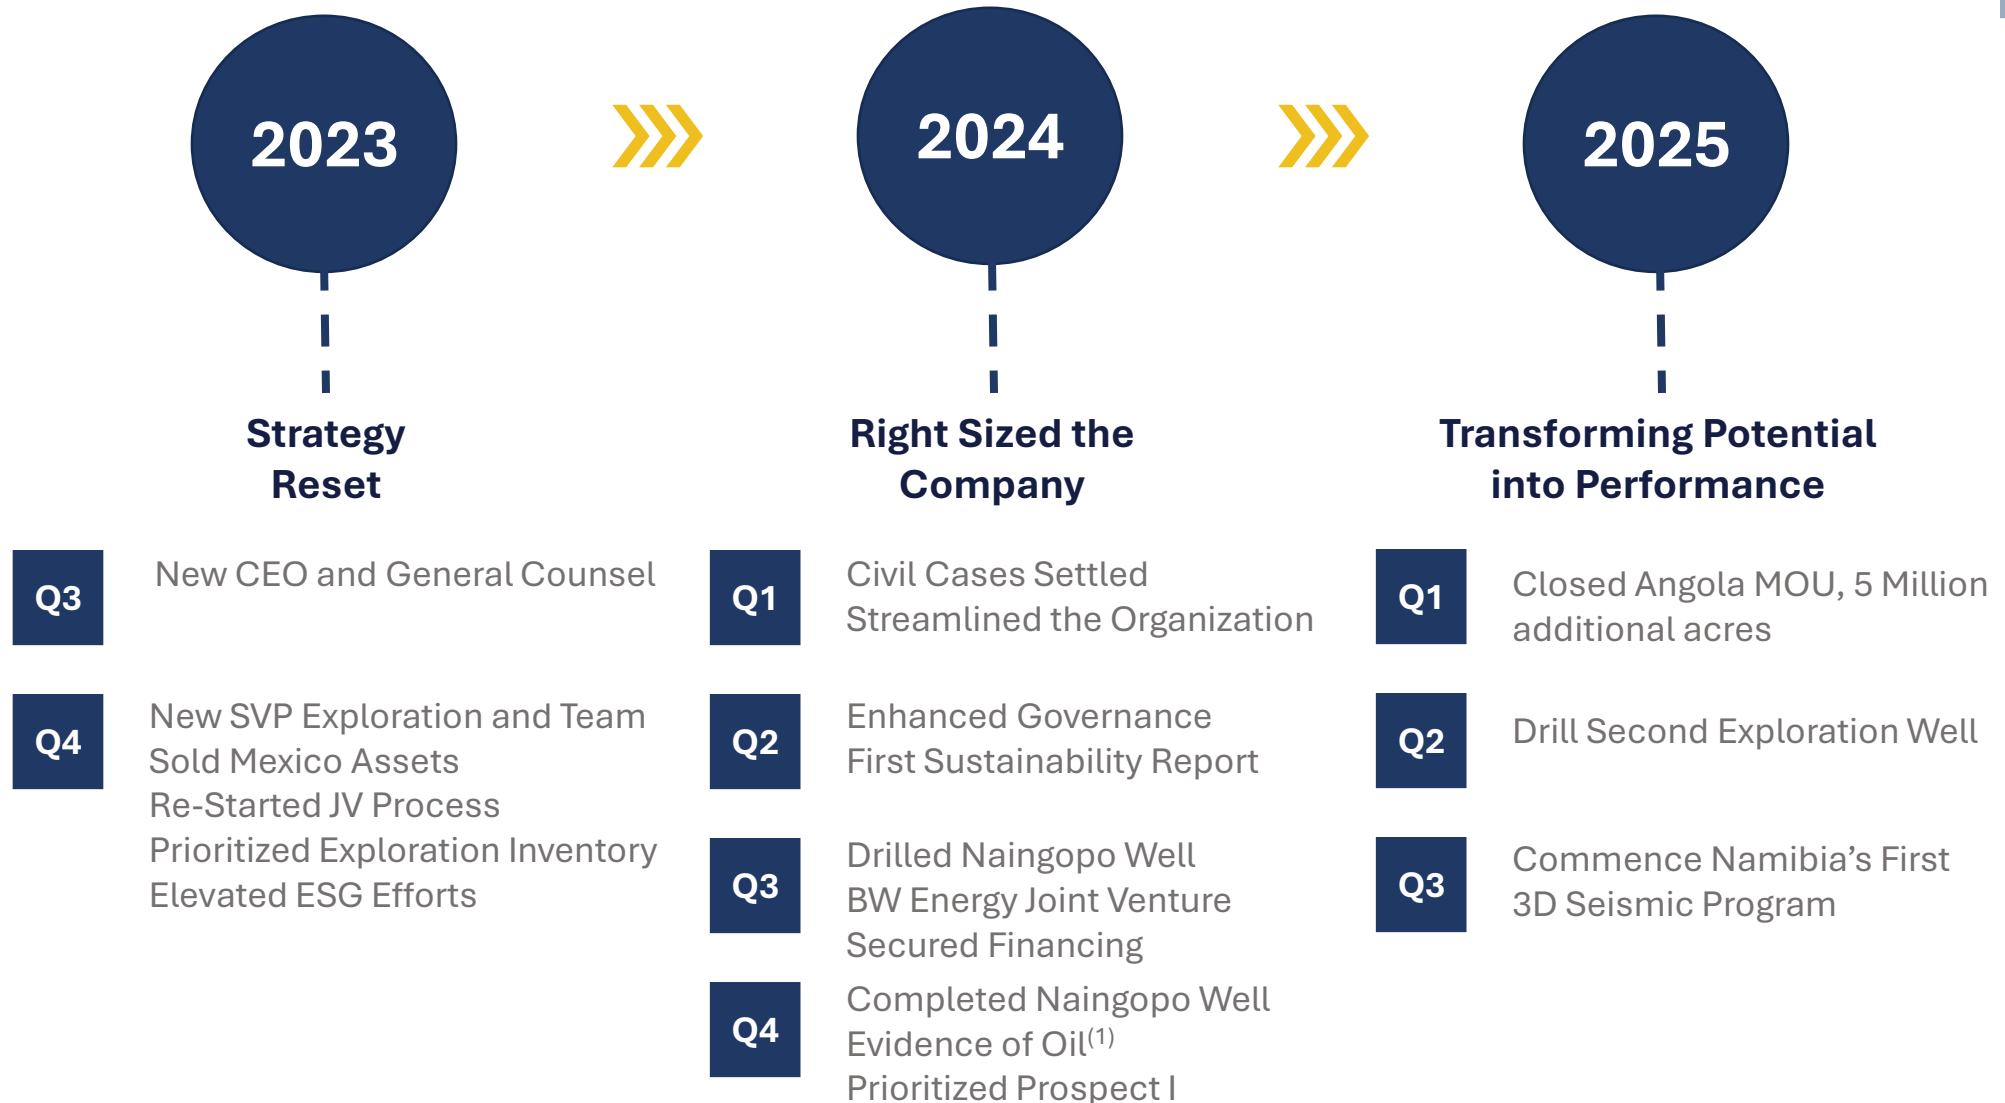 2023
2024
2025
Strategy
Reset
Right Sized the
Company
Transforming Potential
into Performance
Q3
New CEO and General Counsel
Q4
New SVP Exploration and Team
Sold Mexico Assets
Re-Started JV Process
Prioritized Exploration Inventory
Elevated ESG Efforts
Q1
Civil Cases Settled
Streamlined the Organization
Q2
Enhanced Governance
First Sustainability Report
Q3
Drilled Naingopo Well
BW Energy Joint Venture
Secured Financing
Q4
Completed Naingopo Well
Evidence of Oil(1)
Prioritized Prospect I
Q1
Closed Angola MOU, 5 Million
additional acres
Q2
Drill Second Exploration Well
Q3
Commence Namibia’s First
3D Seismic Program